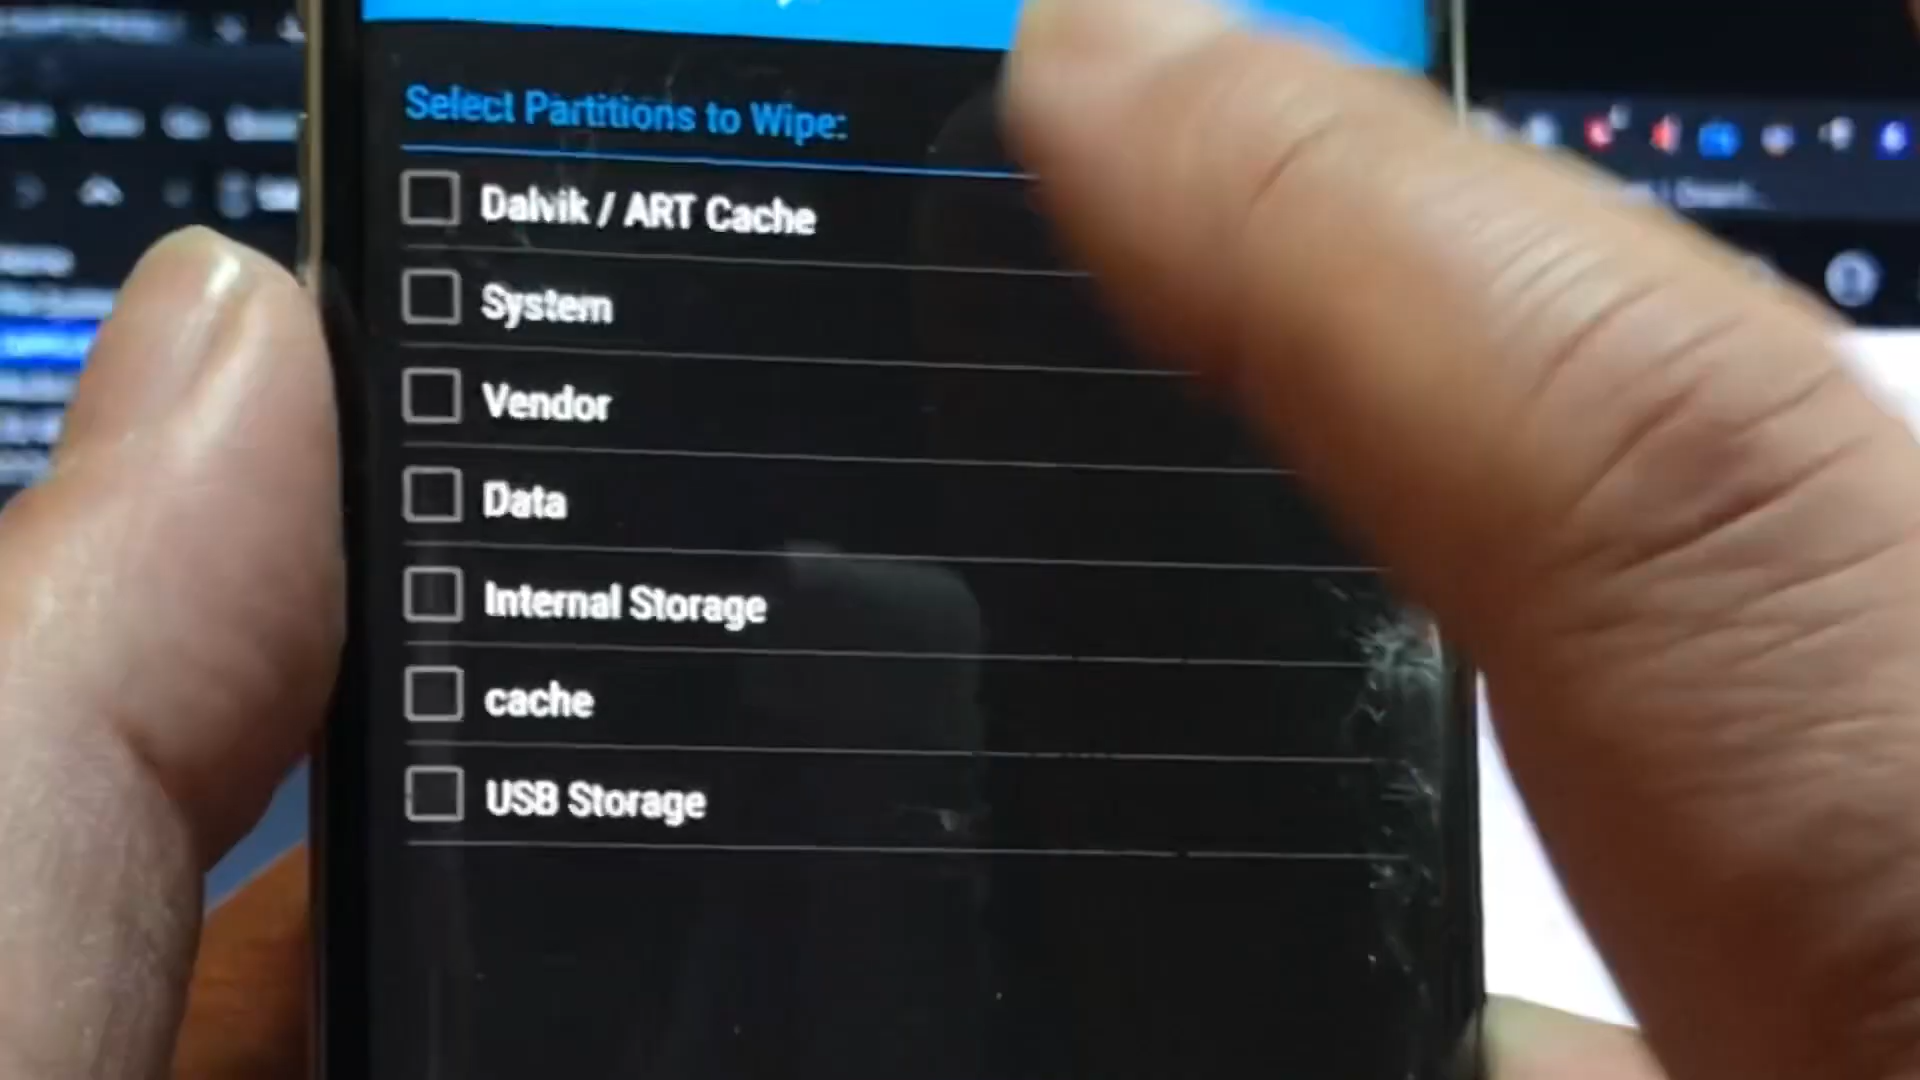 Select Partitions to Wipe:
Dalvik / ART Cache
System
Vendor
Data
Internal Storage
cache
USB Storage